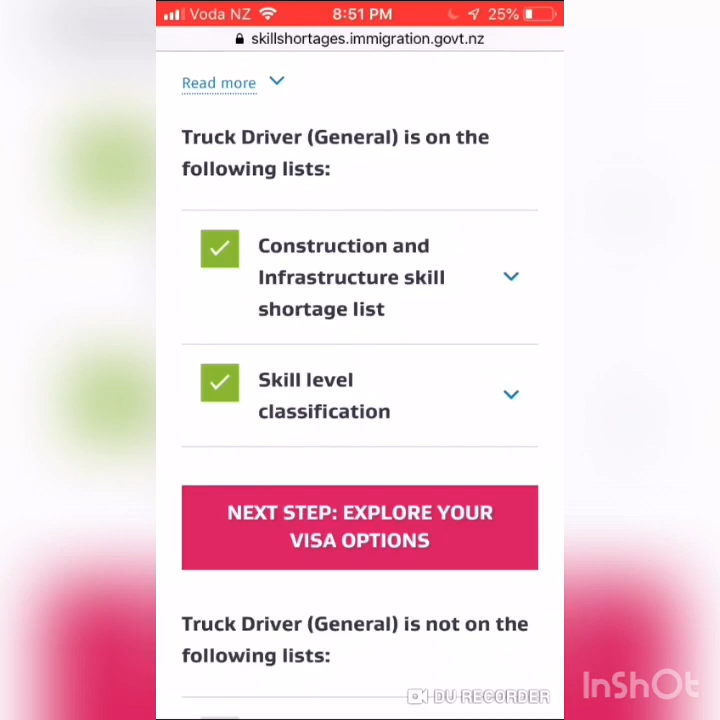 Voda NZ 8:51 PM 25%
skillshortages.immigration.govt.nz
Read more
Truck Driver (General) is on the
following lists:
Construction and
Infrastructure skill
shortage list
Skill level
classification
NEXT STEP: EXPLORE YOUR
VISA OPTIONS
Truck Driver (General) is not on the
following lists:
DU RECORDER
InShOt